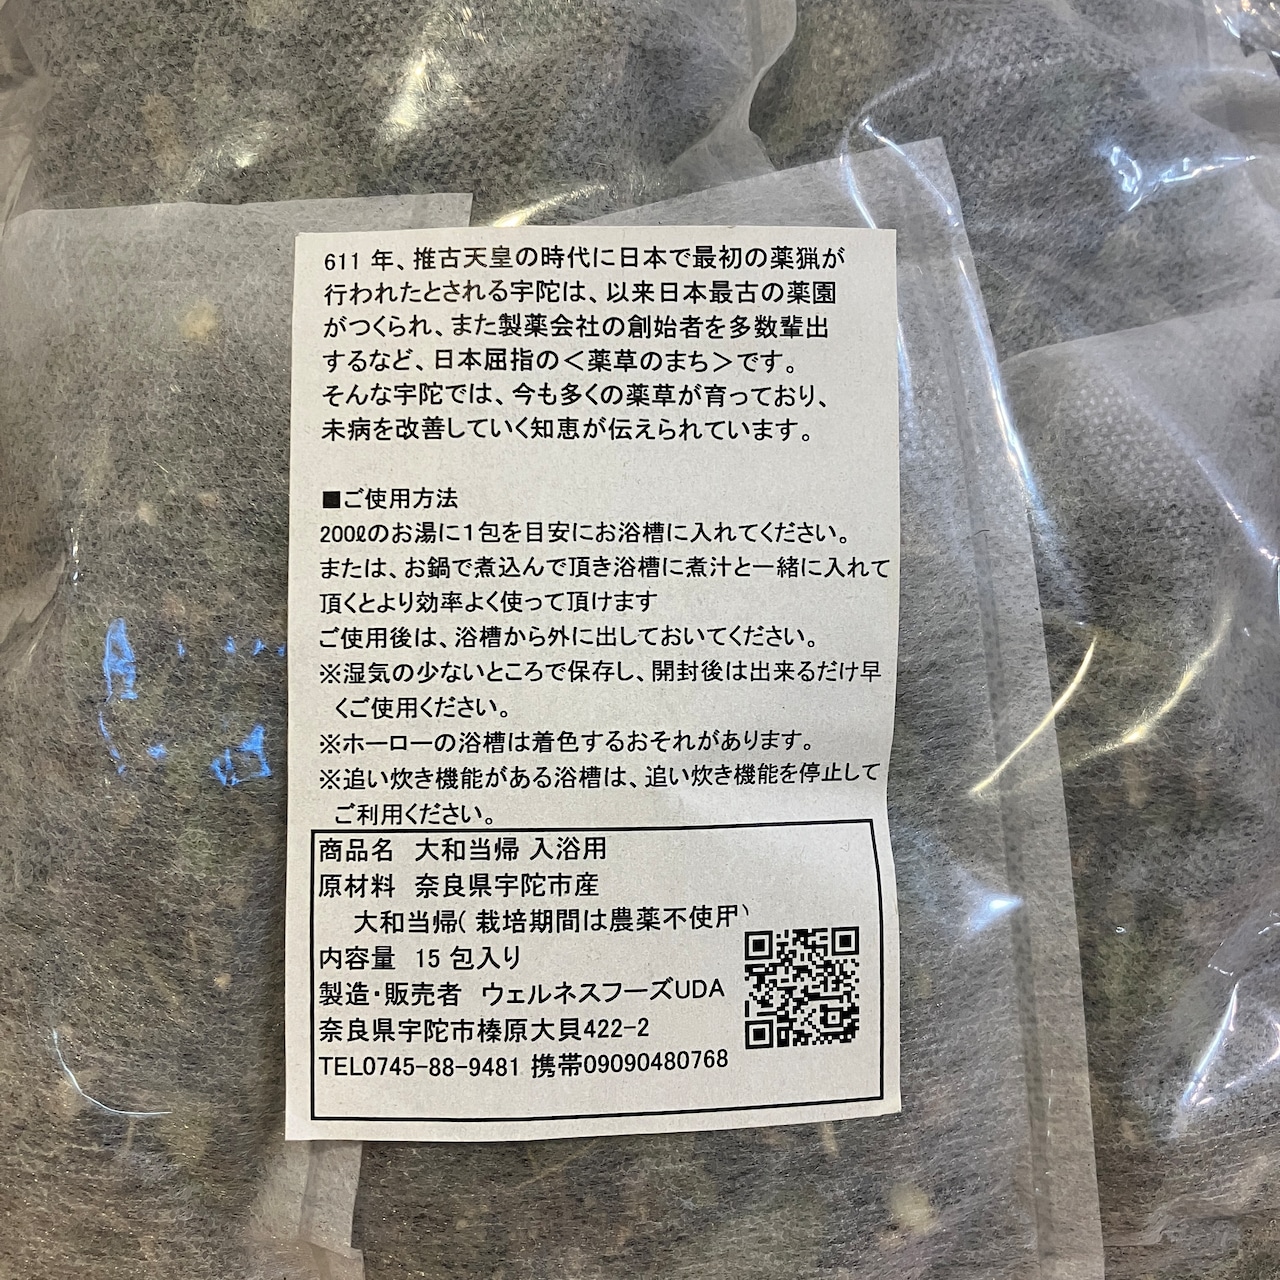 611 年、推古天皇の時代に日本で最初の薬猟が
行われたとされる宇陀は、以来日本最古の薬園
がつくられ、また製薬会社の創始者を多数輩出
するなど、日本屈指の＜薬草のまち＞です。
そんな宇陀では、今も多くの薬草が育っており、
未病を改善していく知恵が伝えられています。
■ご使用方法
200ℓのお湯に１包を目安にお浴槽に入れてください。
または、お鍋で煮込んで頂き浴槽に煮汁と一緒に入れて
頂くとより効率よく使って頂けます
ご使用後は、浴槽から外に出しておいてください。
※湿気の少ないところで保存し、開封後は出来るだけ早
くご使用ください。
※ホーローの浴槽は着色するおそれがあります。
※追い炊き機能がある浴槽は、追い炊き機能を停止して
ご利用ください。
商品名　大和当帰 入浴用
原材料　奈良県宇陀市産
大和当帰( 栽培期間は農薬不使用)
内容量　15 包入り
製造・販売者　ウェルネスフーズUDA
奈良県宇陀市榛原大貝422-2
TEL0745-88-9481 携帯09090480768